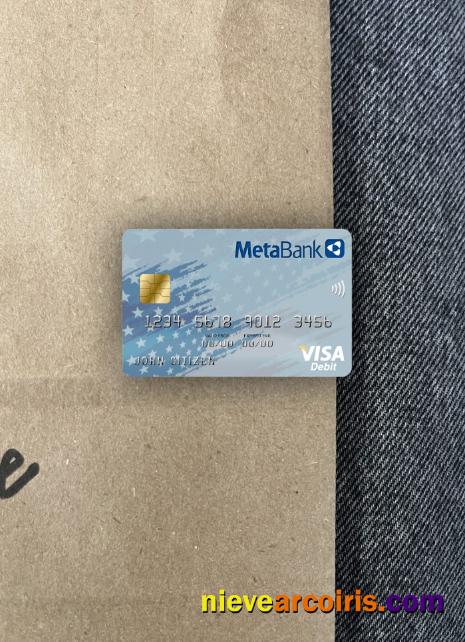 MetaBank
1234 5678 9012 3456
00/00 00/00
JOHN CITIZEN
VISA
Debit
nievearcoiris.com